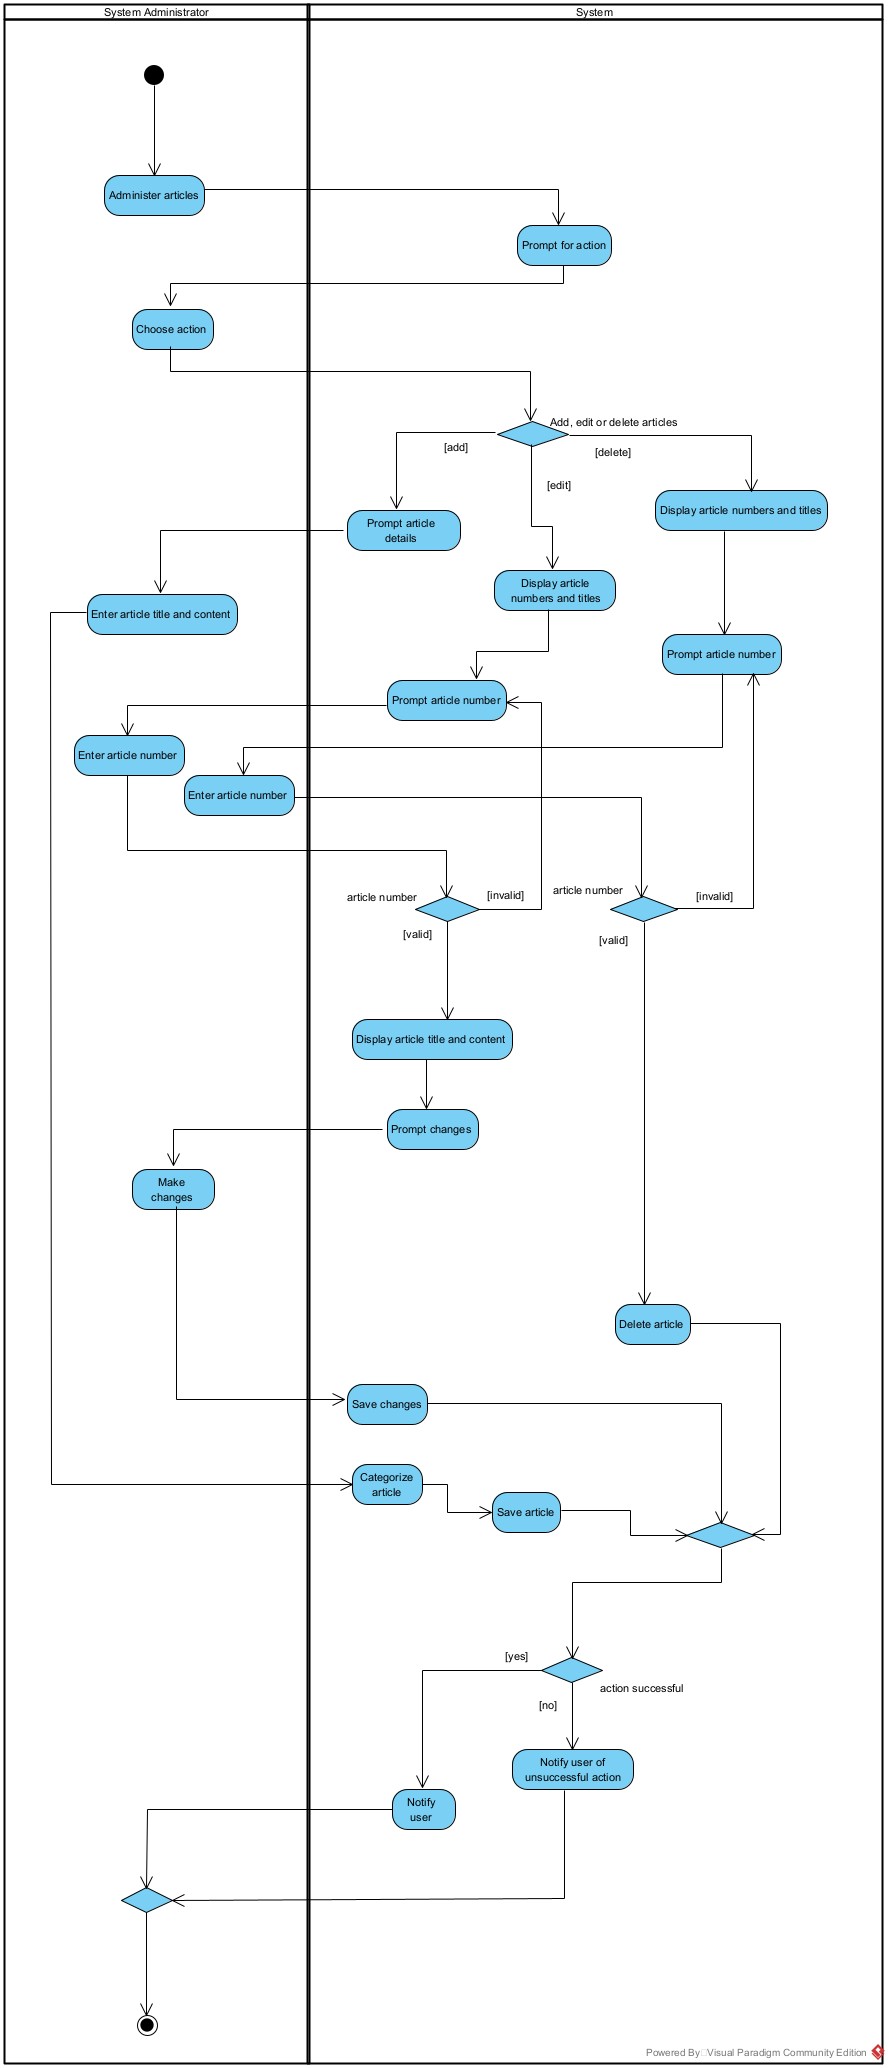 System Administrator
System
Administer articles
Prompt for action
Choose action
Add, edit or delete articles
[add]
[delete]
[edit]
Prompt article
details
Display article numbers and titles
Display article
numbers and titles
Enter article title and content
Prompt article number
Prompt article number
Enter article number
Enter article number
article number
[invalid]
article number
[invalid]
[valid]
[valid]
Display article title and content
Prompt changes
Make
changes
Delete article
Save changes
Categorize
article
Save article
[yes]
action successful
[no]
Notify user of
unsuccessful action
Notify
user
Powered By Visual Paradigm Community Edition